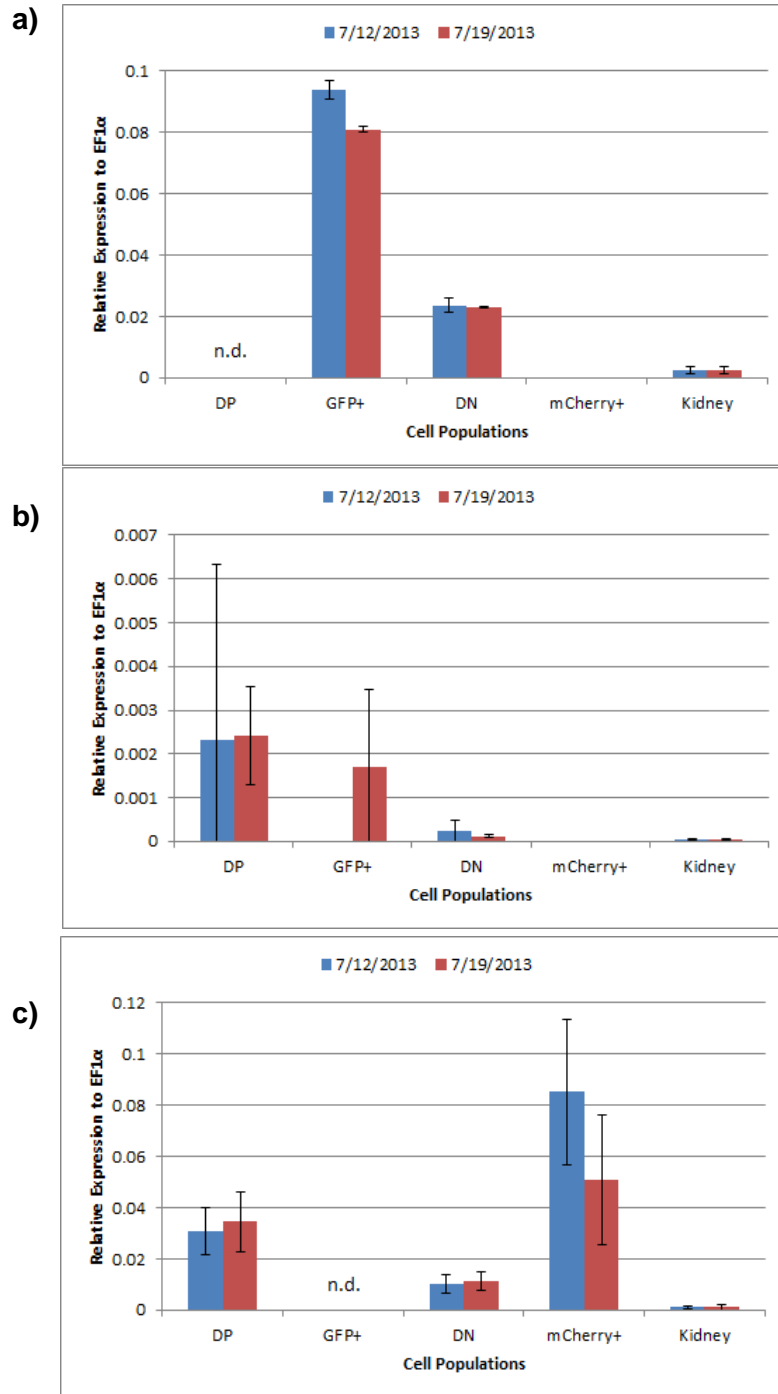 a)
7/12/2013 7/19/2013
Relative Expression to EF1α
0.1
0.08
0.06
0.04
0.02
0
n.d.
DP GFP+ DN mCherry+ Kidney
Cell Populations
b)
7/12/2013 7/19/2013
Relative Expression to EF1α
0.007
0.006
0.005
0.004
0.003
0.002
0.001
0
DP GFP+ DN mCherry+ Kidney
Cell Populations
c)
7/12/2013 7/19/2013
Relative Expression to EF1α
0.12
0.1
0.08
0.06
0.04
0.02
0
n.d.
DP GFP+ DN mCherry+ Kidney
Cell Populations